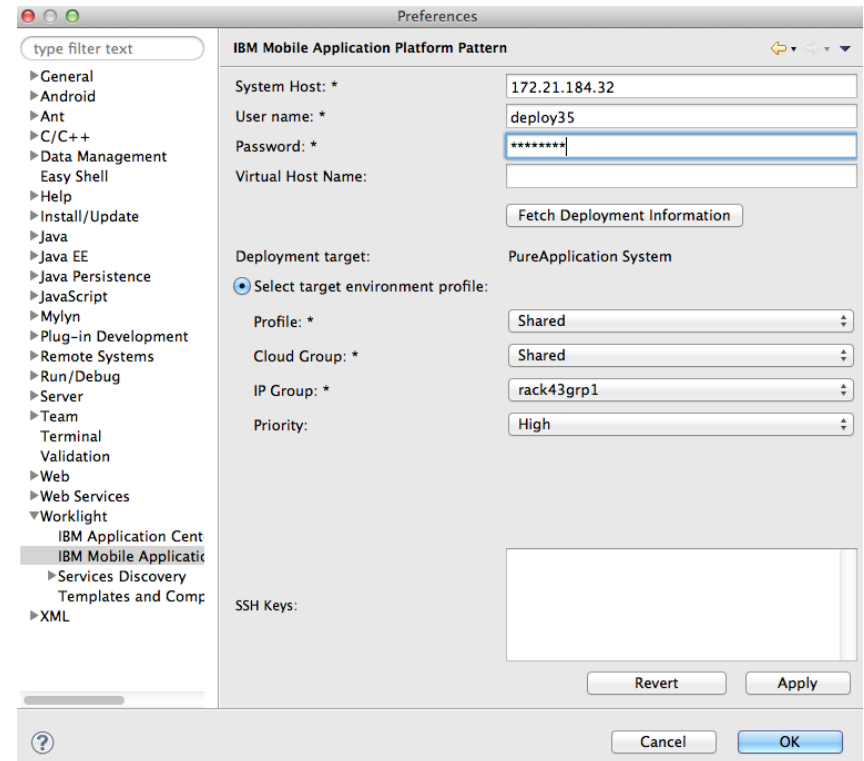 Preferences
type filter text
General
Android
Ant
C/C++
Data Management
Easy Shell
Help
Install/Update
Java
Java EE
Java Persistence
JavaScript
Mylyn
Plug-in Development
Remote Systems
Run/Debug
Server
Team
Terminal
Validation
Web
Web Services
Worklight
IBM Application Cent
IBM Mobile Applicatic
Services Discovery
Templates and Comp
XML
IBM Mobile Application Platform Pattern
System Host: * 172.21.184.32
User name: * deploy35
Password: * ********
Virtual Host Name:
Fetch Deployment Information
Deployment target: PureApplication System
Select target environment profile:
Profile: * Shared
Cloud Group: * Shared
IP Group: * rack43grp1
Priority: High
SSH Keys:
Revert Apply
? Cancel OK